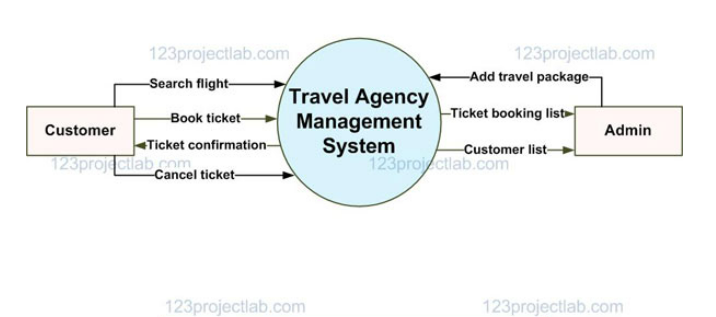 123projectlab.com
123projectlab.com
Search flight
Add travel package
Travel Agency
Management
System
Book ticket
Ticket booking list
Customer
Admin
Ticket confirmation
Customer list
123projectlab.com
123projectlab.com
Cancel ticket
123projectlab.com
123projectlab.com